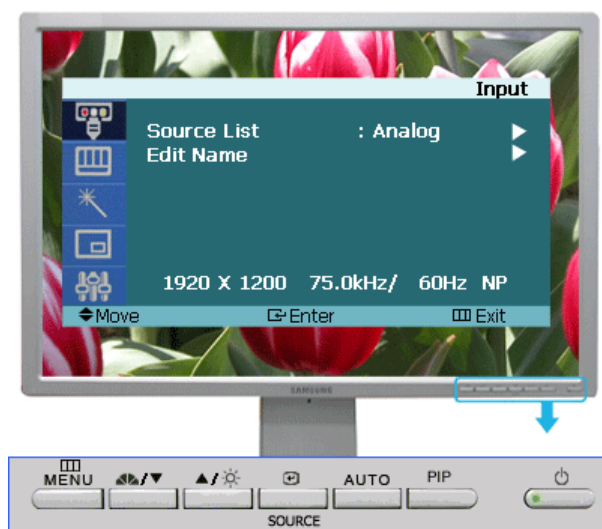 Input
Source List : Analog
Edit Name
1920 X 1200 75.0kHz/ 60Hz NP
Move Enter Exit
SAMSUNG
MENU AUTO PIP
SOURCE